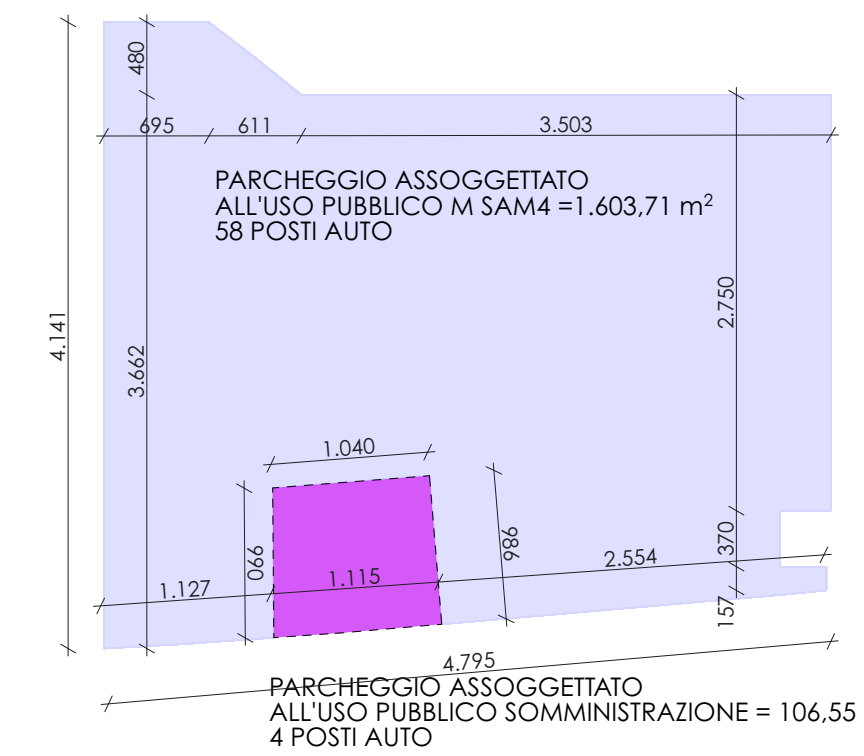 480
695
611
3.503
PARCHEGGIO ASSOGGETTATO
ALL'USO PUBBLICO M SAM4 =1.603,71 m²
58 POSTI AUTO
2.750
4.141
3.662
1.040
990
986
370
2.554
1.115
1.127
157
4.795
PARCHEGGIO ASSOGGETTATO
ALL'USO PUBBLICO SOMMINISTRAZIONE = 106,55
4 POSTI AUTO